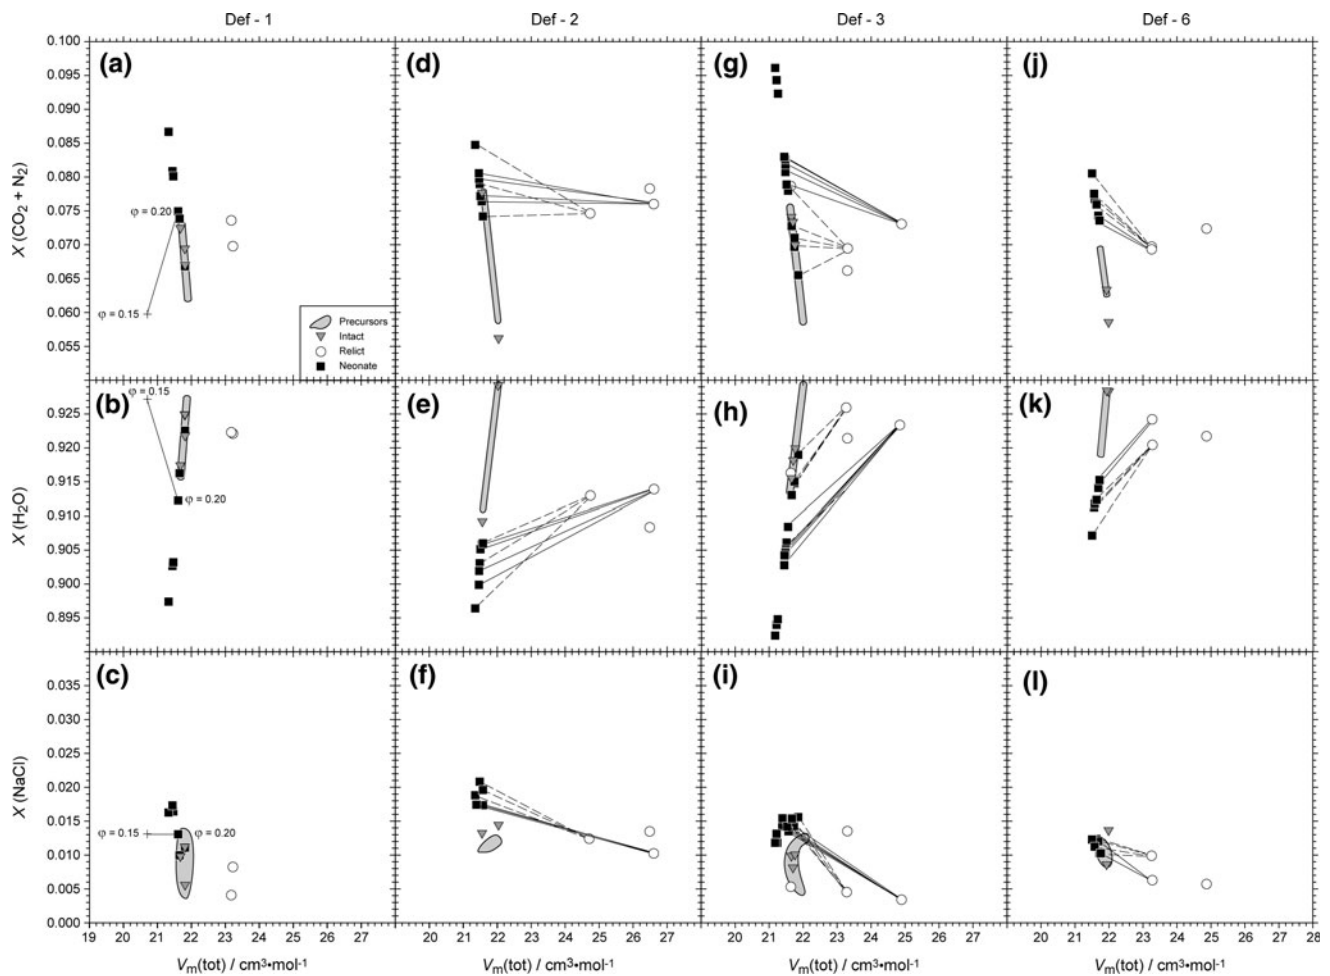 Def - 1 Def - 2 Def - 3 Def - 6
(a) (d) (g) (j)
0.100
0.095
0.090
0.085
0.080
0.075
0.070
0.065
0.060
0.055
X (CO2 + N2)
φ = 0.20
φ = 0.15
Precursors
Intact
Relict
Neonate
(b) (e) (h) (k)
φ = 0.15
0.925
0.920
0.915
0.910
0.905
0.900
0.895
X (H2O)
φ = 0.20
(c) (f) (i) (l)
0.035
0.030
0.025
0.020
0.015
0.010
0.005
0.000
X (NaCl)
φ = 0.15 φ = 0.20
19 20 21 22 23 24 25 26 27 20 21 22 23 24 25 26 27 20 21 22 23 24 25 26 27 20 21 22 23 24 25 26 27 28
Vm(tot) / cm3•mol-1 Vm(tot) / cm3•mol-1 Vm(tot) / cm3•mol-1 Vm(tot) / cm3•mol-1